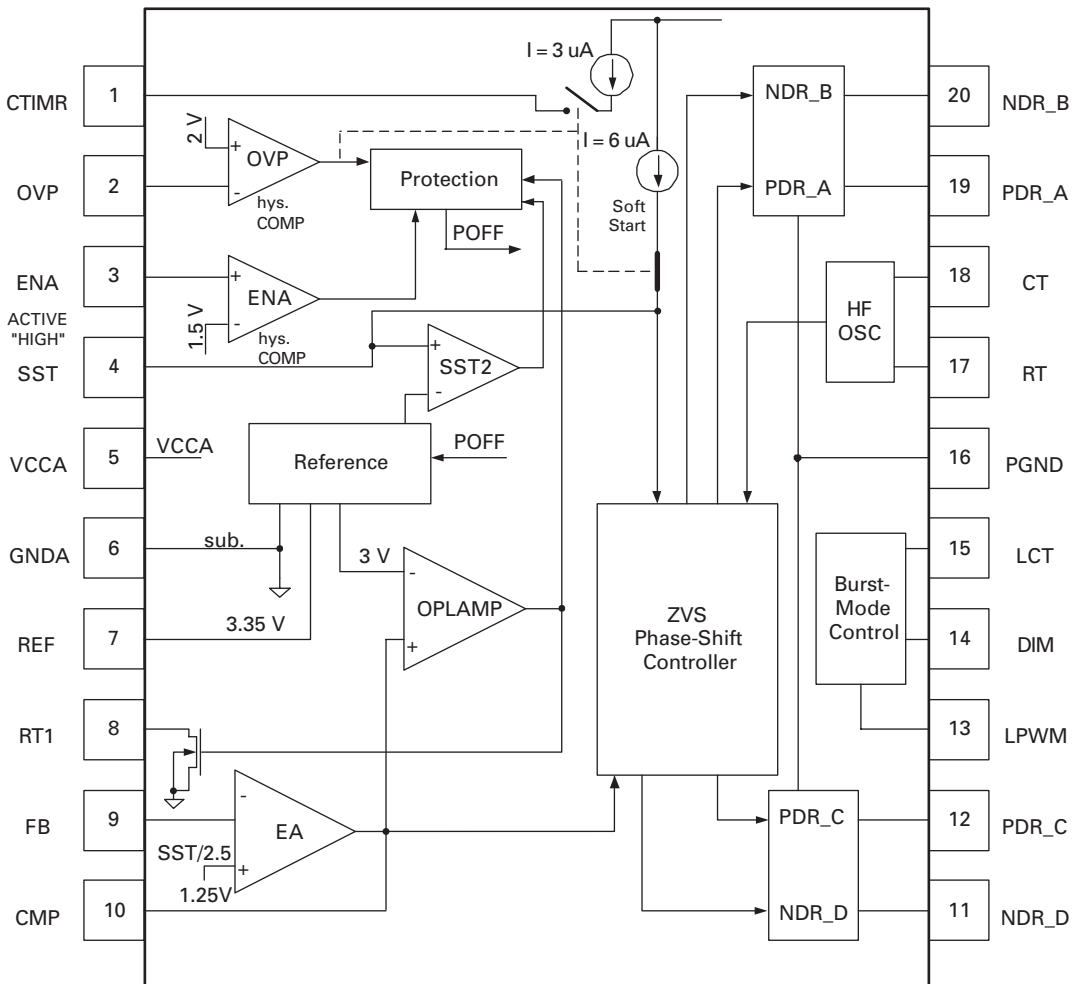 I = 3 uA
CTIMR 1
20 NDR_B
NDR_B
2 V
OVP
I = 6 uA
OVP 2
hys.
COMP
Protection
POFF
Soft
Start
PDR_A
19 PDR_A
ENA 3
ACTIVE
"HIGH"
1.5 V
ENA
hys.
COMP
HF
OSC
18 CT
SST 4
SST2
17 RT
VCCA 5
VCCA
Reference
POFF
16 PGND
GNDA 6
sub.
3 V
15 LCT
OPLAMP
ZVS
Phase-Shift
Controller
Burst-
Mode
Control
REF 7
3.35 V
14 DIM
RT1 8
13 LPWM
FB 9
EA
SST/2.5
1.25V
PDR_C
12 PDR_C
CMP 10
NDR_D
11 NDR_D
+
-
+
-
+
-
-
+
-
+